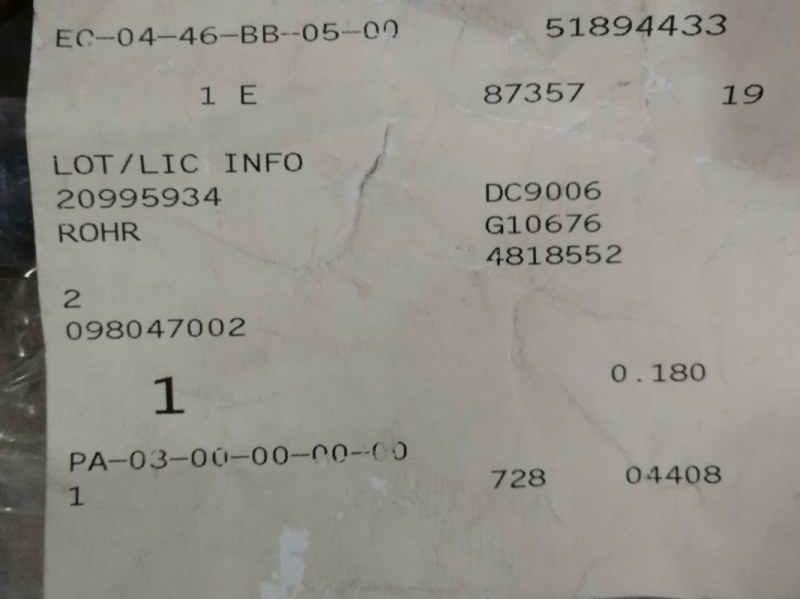 EC-04-46-BB-05-00 51894433
1 E 87357 19
LOT/LIC INFO
20995934 DC9006
ROHR G10676
4818552
2
098047002
1 0.180
PA-03-00-00-00-00
1 728 04408